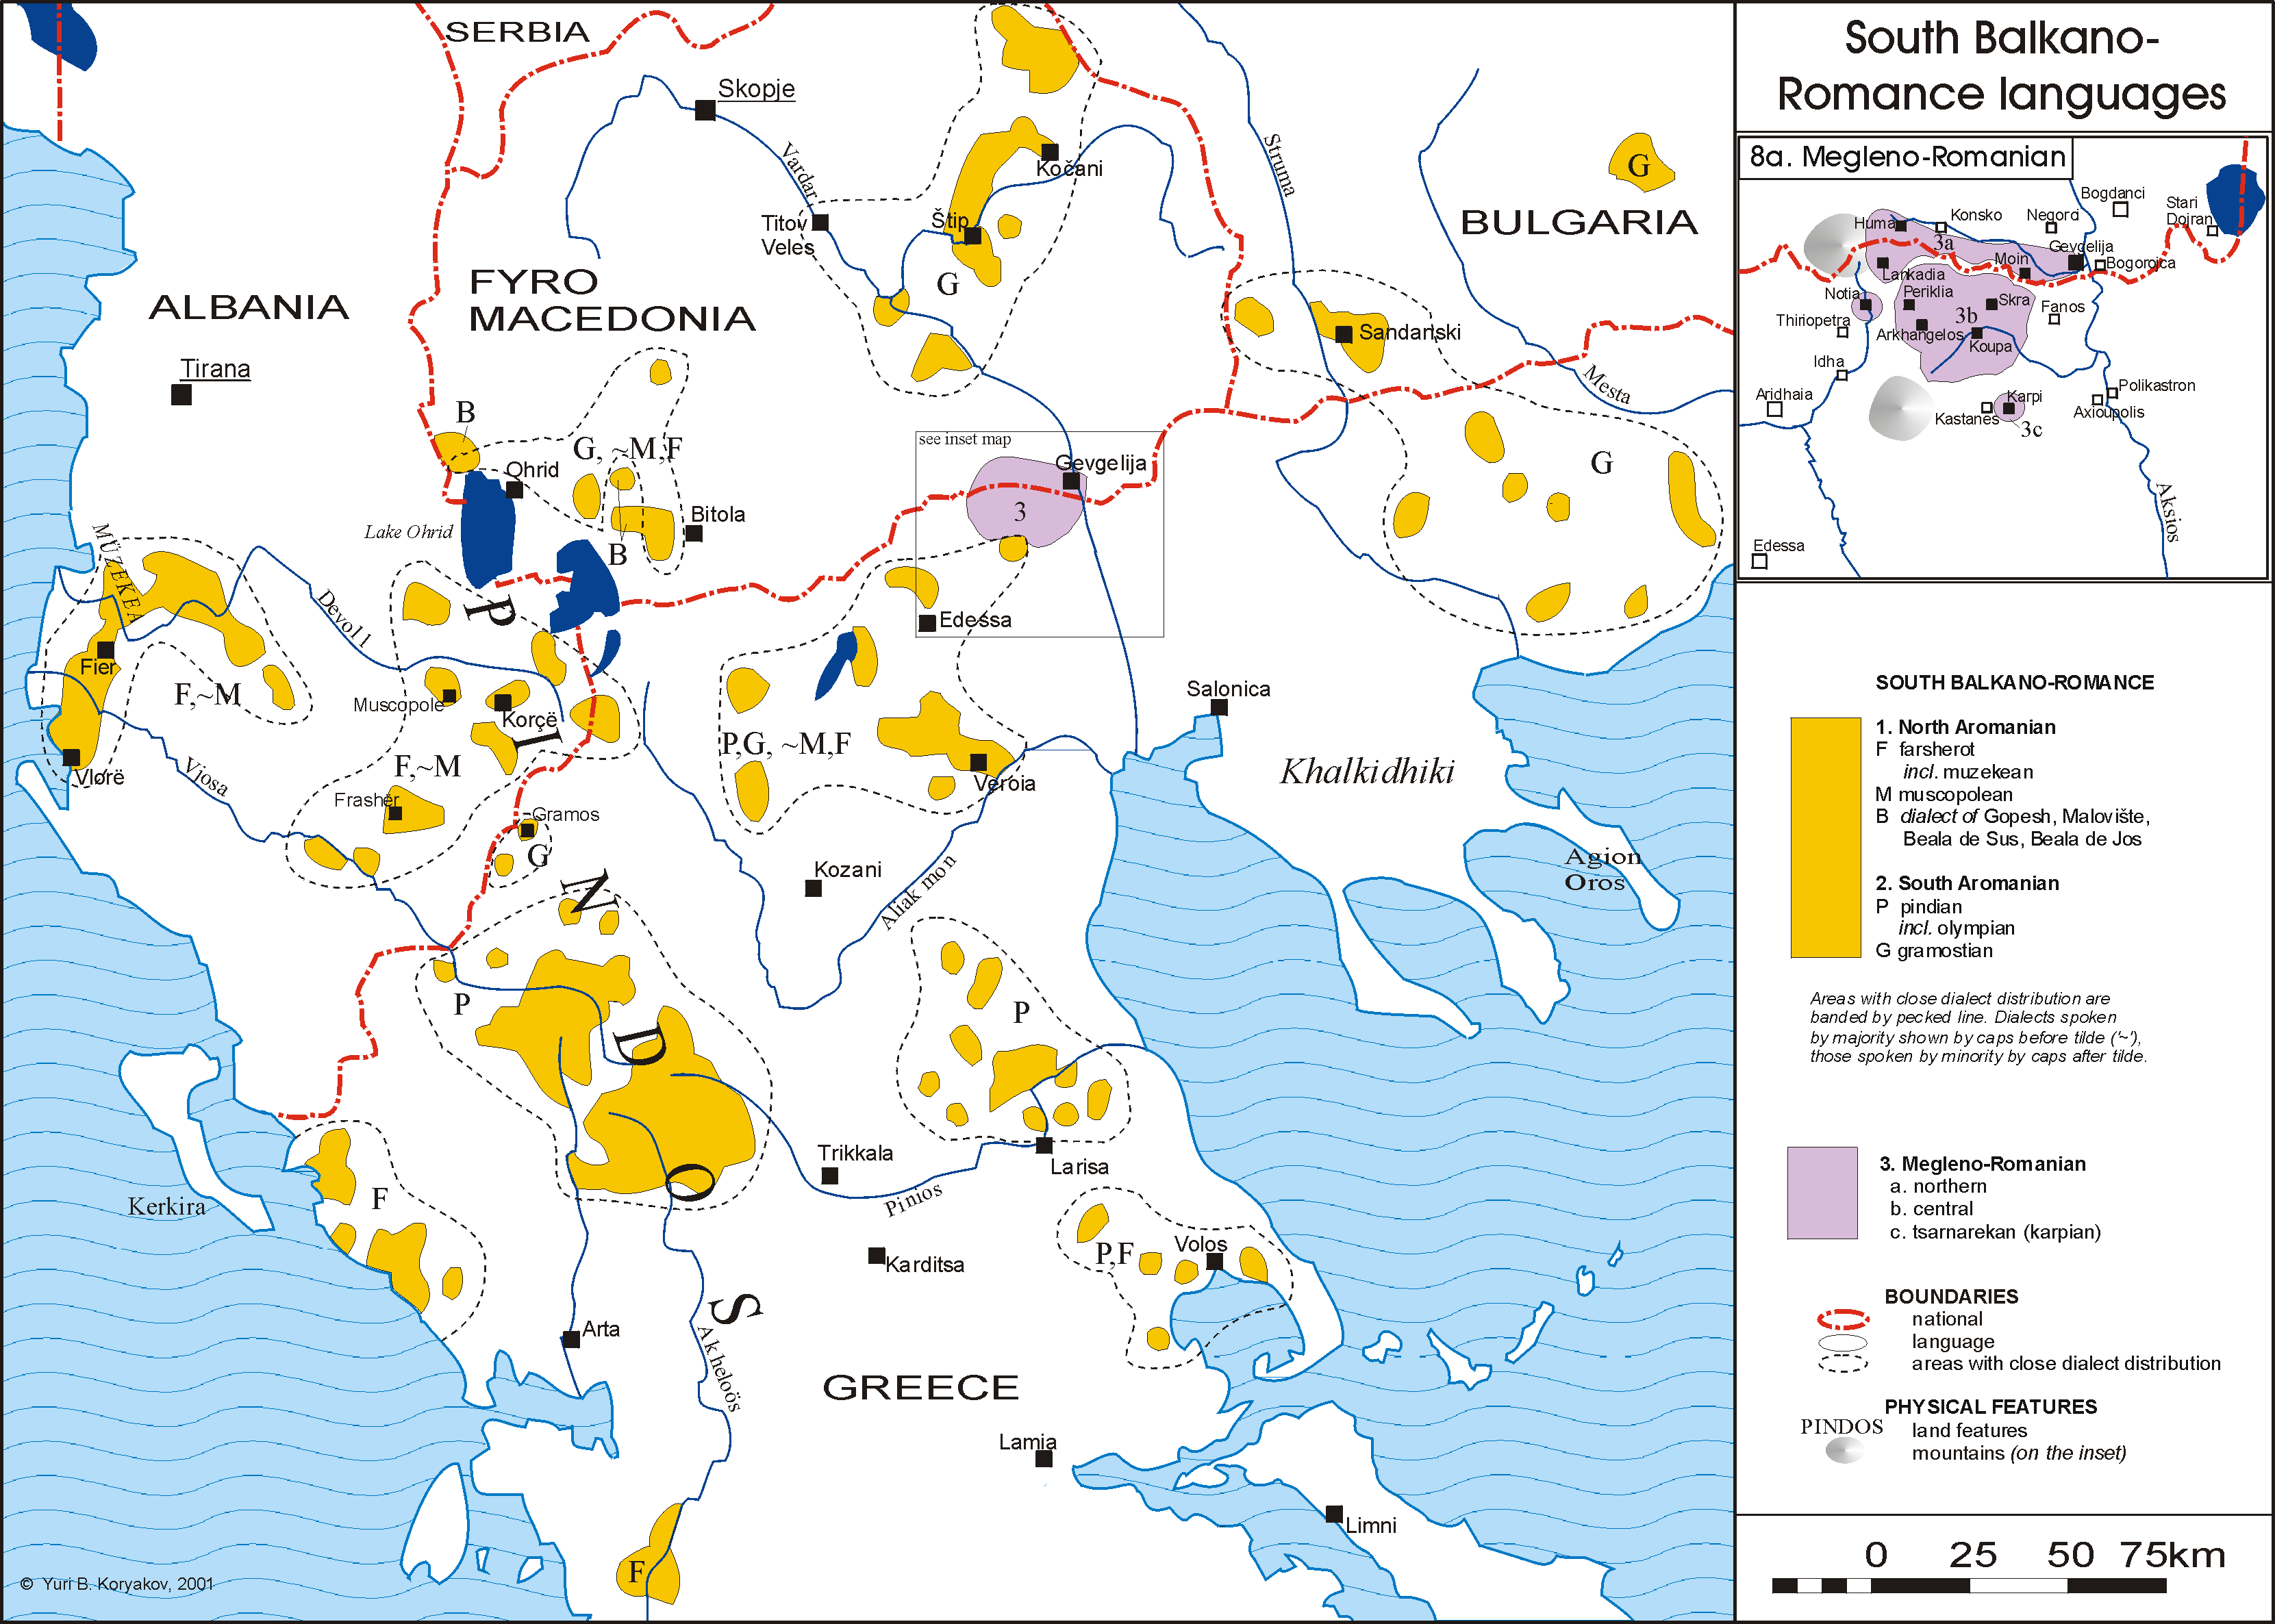 South Balkano-
Romance languages
8a. Megleno-Romanian
Bogdanci
Stari
Dojran
Huma
Konsko
Negorci
3a
Gevgelija
Moin
Bogorojca
Lankadia
Notia
Periklia
Skra
Fanos
Thiriopetra
3b
Arkhangelos
Koupa
Idha
Polikastron
Aridhaia
Karpi
Kastanes
Axioupolis
3c
Aksios
Edessa
SERBIA
Skopje
Vardar
Kočani
Struma
G
BULGARIA
Titov
Veles
Štip
G
FYRO
MACEDONIA
ALBANIA
Tirana
Sandanski
Mesta
B
G, ~M,F
see inset map
Gevgelija
G
Ohrid
Bitola
Lake Ohrid
3
B
MÜZEKEA
Devoll
Edessa
Fier
F,~M
Muscopole
Korçë
Salonica
P,G, ~M,F
Khalkidhiki
Vlorë
Vjosa
F,~M
Veroia
Frasher
Gramos
G
Kozani
Aliakmon
Agion
Oros
PINDOS
P
P
Trikkala
Larisa
Pinios
Kerkira
F
P,F
Volos
Karditsa
Arta
Akheloös
GREECE
Lamia
Limni
F
© Yuri B. Koryakov, 2001
SOUTH BALKANO-ROMANCE
1. North Aromanian
F farsherot
incl. muzekean
M muscopolean
B dialect of Gopesh, Malovište,
Beala de Sus, Beala de Jos
2. South Aromanian
P pindian
incl. olympian
G gramostian
Areas with close dialect distribution are
banded by pecked line. Dialects spoken
by majority shown by caps before tilde ('~'),
those spoken by minority by caps after tilde.
3. Megleno-Romanian
a. northern
b. central
c. tsarnarekan (karpian)
BOUNDARIES
national
language
areas with close dialect distribution
PHYSICAL FEATURES
PINDOS land features
mountains (on the inset)
0 25 50 75km